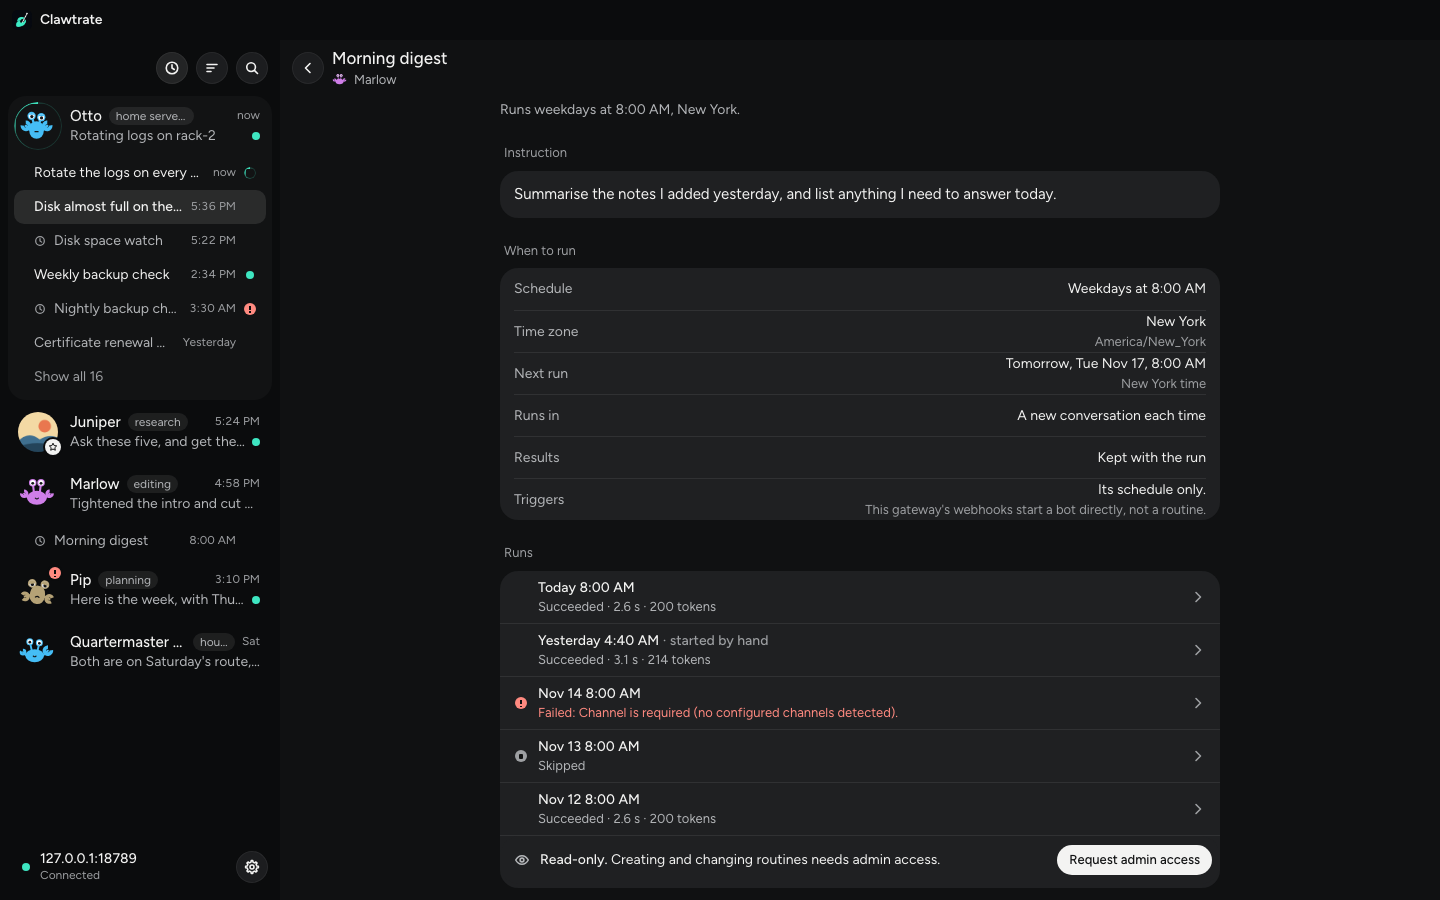 Clawtrate
Otto
home serve...
now
Rotating logs on rack-2
Rotate the logs on every ...
now
Disk almost full on the...
5:36 PM
Disk space watch
5:22 PM
Weekly backup check
2:34 PM
Nightly backup ch...
3:30 AM
Certificate renewal ...
Yesterday
Show all 16
Juniper
research
5:24 PM
Ask these five, and get the...
Marlow
editing
4:58 PM
Tightened the intro and cut ...
Morning digest
8:00 AM
Pip
planning
3:10 PM
Here is the week, with Thu...
Quartermaster ...
hou...
Sat
Both are on Saturday's route,...
127.0.0.1:18789
Connected
Morning digest
Marlow
Runs weekdays at 8:00 AM, New York.
Instruction
Summarise the notes I added yesterday, and list anything I need to answer today.
When to run
Schedule
Weekdays at 8:00 AM
Time zone
New York
America/New_York
Next run
Tomorrow, Tue Nov 17, 8:00 AM
New York time
Runs in
A new conversation each time
Results
Kept with the run
Triggers
Its schedule only.
This gateway's webhooks start a bot directly, not a routine.
Runs
Today 8:00 AM
Succeeded · 2.6 s · 200 tokens
Yesterday 4:40 AM · started by hand
Succeeded · 3.1 s · 214 tokens
Nov 14 8:00 AM
Failed: Channel is required (no configured channels detected).
Nov 13 8:00 AM
Skipped
Nov 12 8:00 AM
Succeeded · 2.6 s · 200 tokens
Read-only. Creating and changing routines needs admin access.
Request admin access